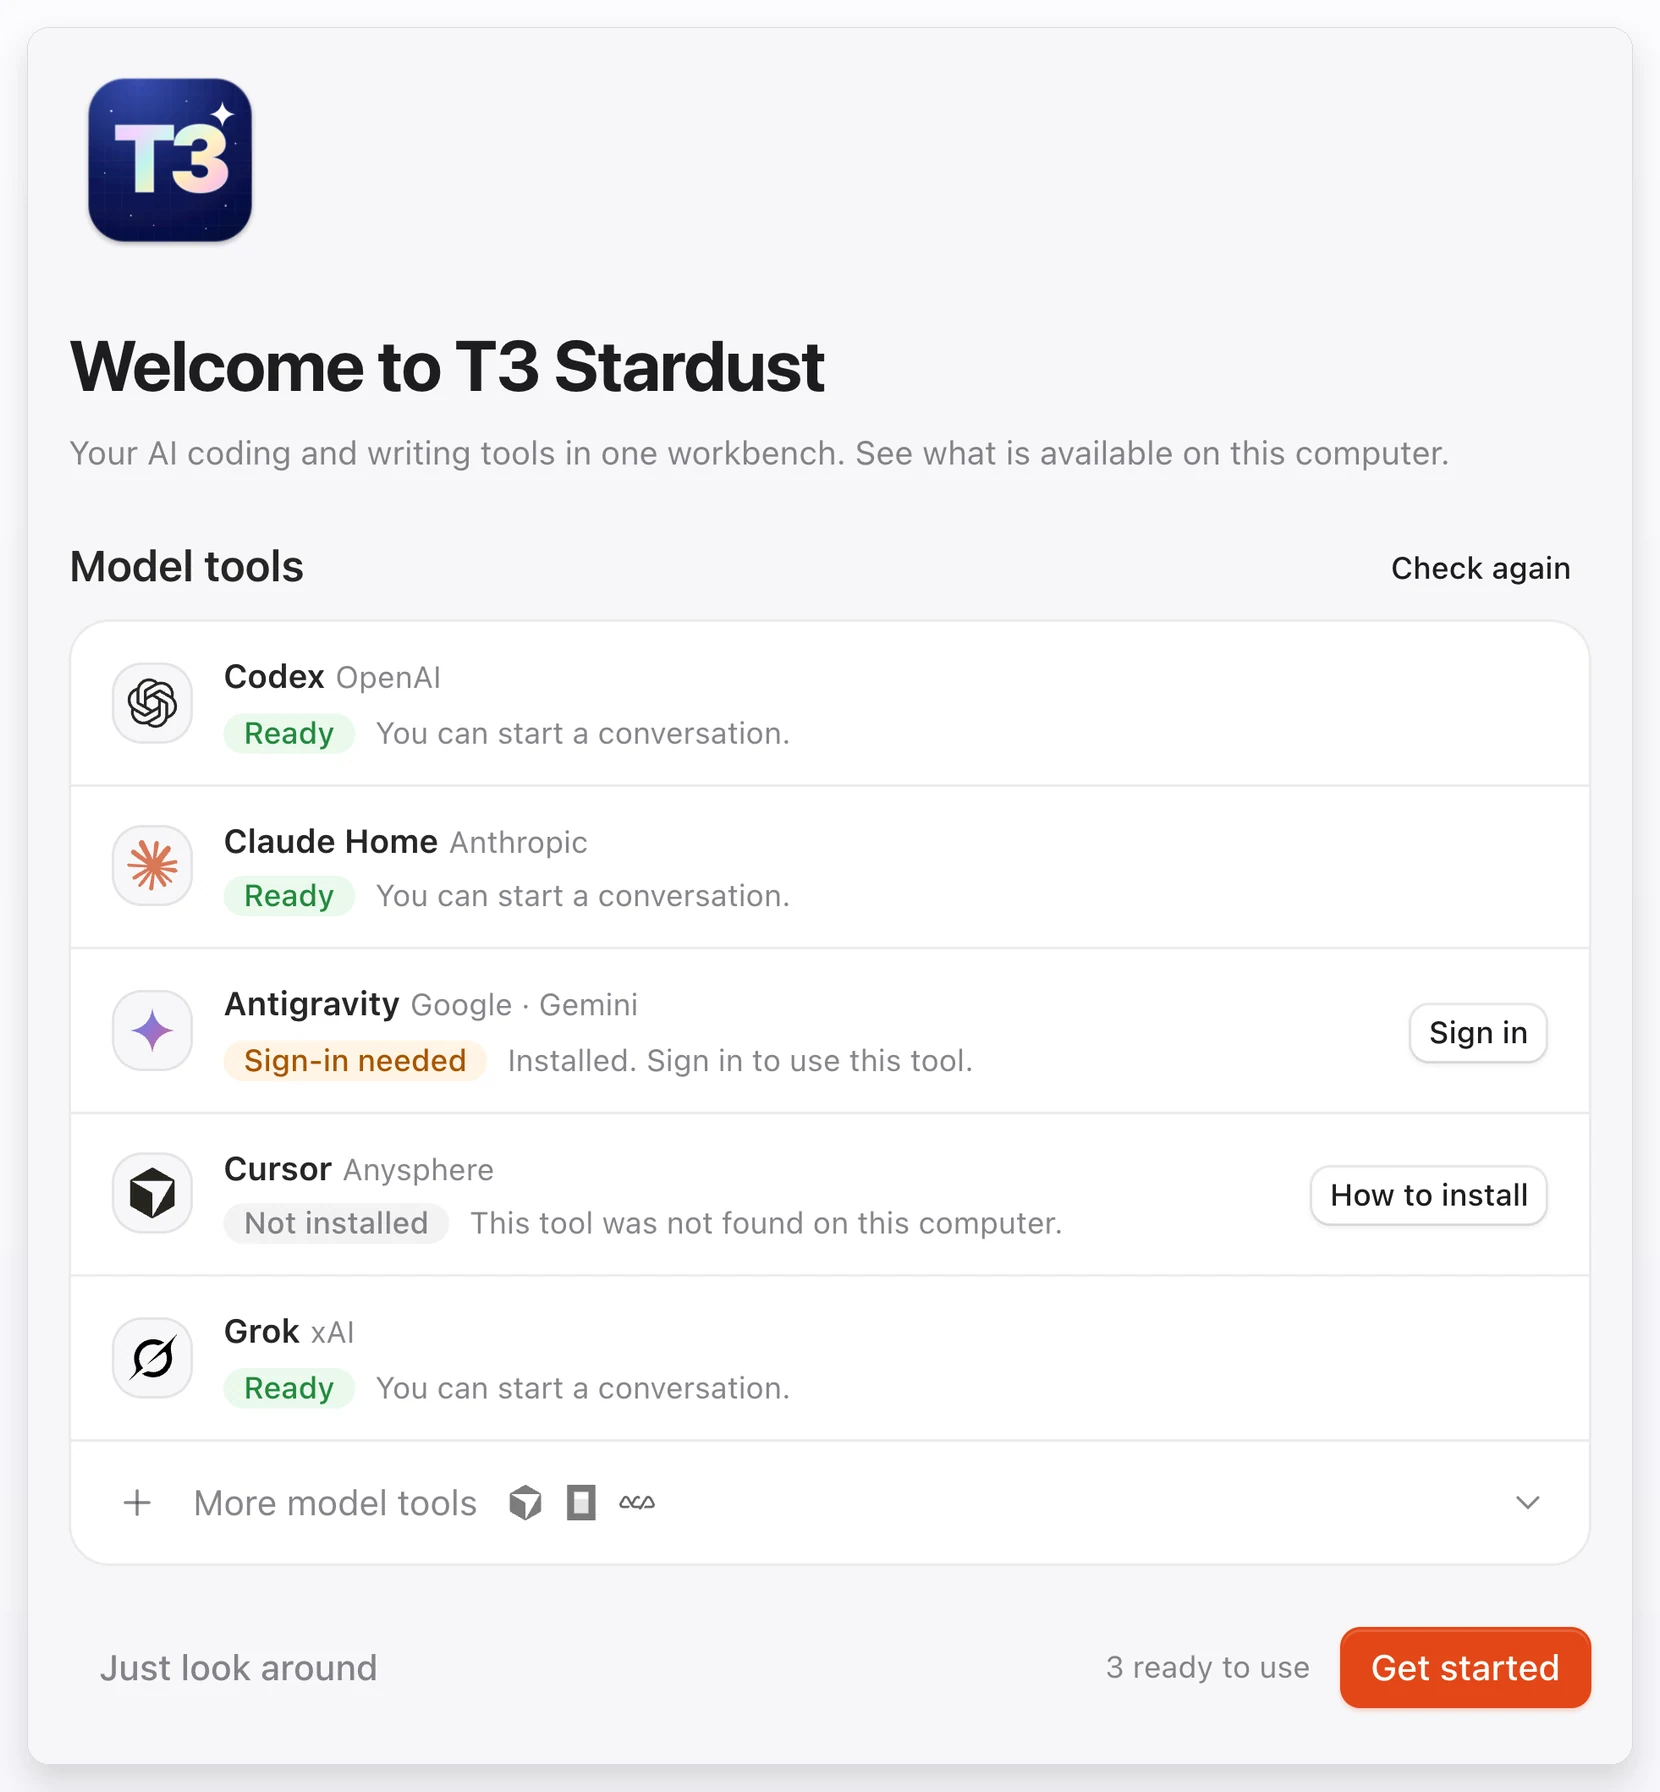 T3
Welcome to T3 Stardust
Your AI coding and writing tools in one workbench. See what is available on this computer.
Model tools
Check again
Codex OpenAI
Ready You can start a conversation.
Claude Home Anthropic
Ready You can start a conversation.
Antigravity Google · Gemini
Sign-in needed Installed. Sign in to use this tool.
Sign in
Cursor Anysphere
Not installed This tool was not found on this computer.
How to install
Grok xAI
Ready You can start a conversation.
More model tools
Just look around
3 ready to use
Get started